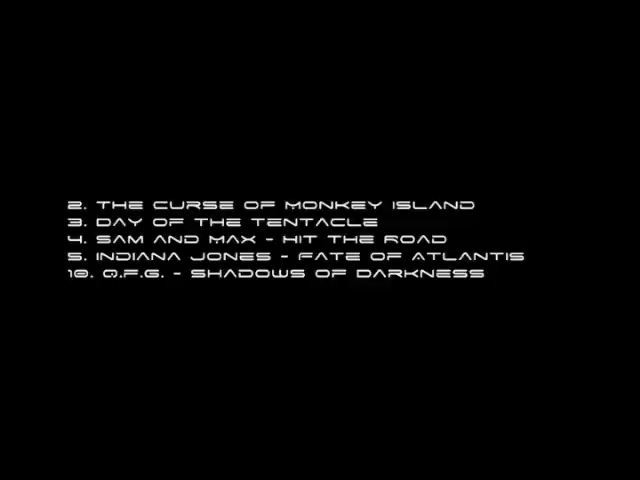 2. THE CURSE OF MONKEY ISLAND
3. DAY OF THE TENTACLE
4. SAM AND MAX - HIT THE ROAD
5. INDIANA JONES - FATE OF ATLANTIS
10. Q.F.G. - SHADOWS OF DARKNESS